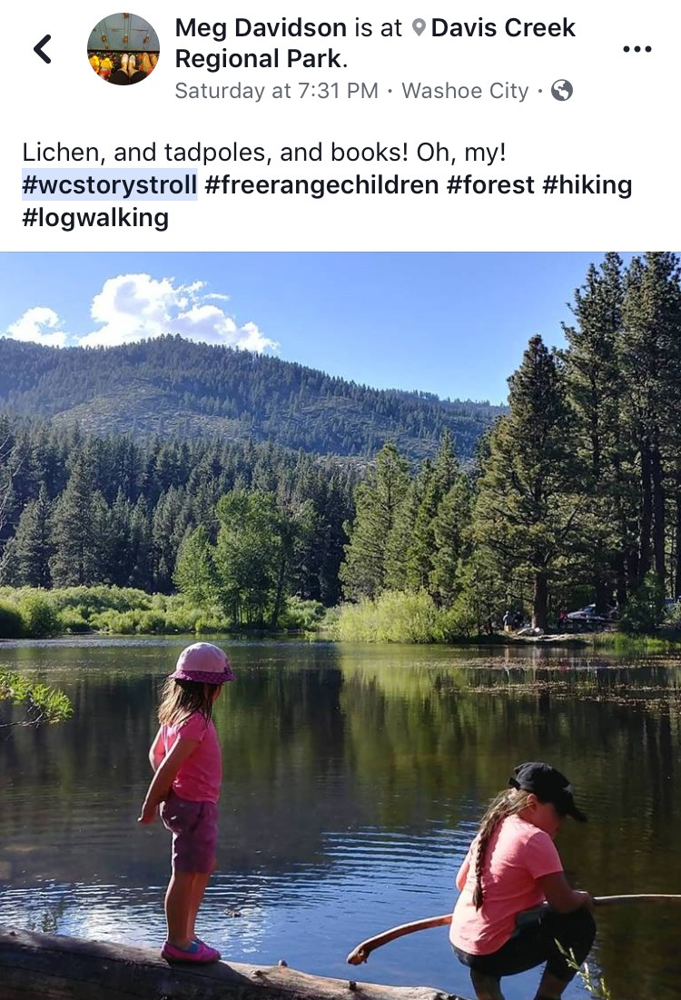 Meg Davidson is at Davis Creek
Regional Park.
Saturday at 7:31 PM · Washoe City ·
Lichen, and tadpoles, and books! Oh, my!
#wcstorystroll #freerangechildren #forest #hiking
#logwalking